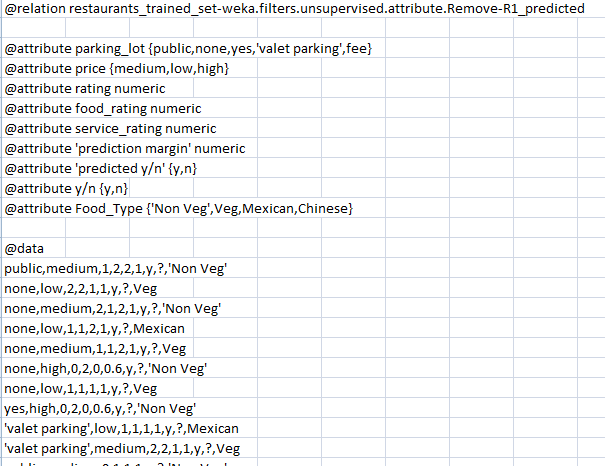 @relation restaurants_trained_set-weka.filters.unsupervised.attribute.Remove-R1_predicted
@attribute parking_lot {public,none,yes,'valet parking',fee}
@attribute price {medium,low,high}
@attribute rating numeric
@attribute food_rating numeric
@attribute service_rating numeric
@attribute 'prediction margin' numeric
@attribute 'predicted y/n' {y,n}
@attribute y/n {y,n}
@attribute Food_Type {'Non Veg',Veg,Mexican,Chinese}
@data
public,medium,1,2,2,1,y,?,'Non Veg'
none,low,2,2,1,1,y,?,Veg
none,medium,2,1,2,1,y,?,'Non Veg'
none,low,1,1,2,1,y,?,Mexican
none,medium,1,1,2,1,y,?,Veg
none,high,0,2,0,0.6,y,?,'Non Veg'
none,low,1,1,1,1,y,?,Veg
yes,high,0,2,0,0.6,y,?,'Non Veg'
'valet parking',low,1,1,1,1,y,?,Mexican
'valet parking',medium,2,2,1,1,y,?,Veg